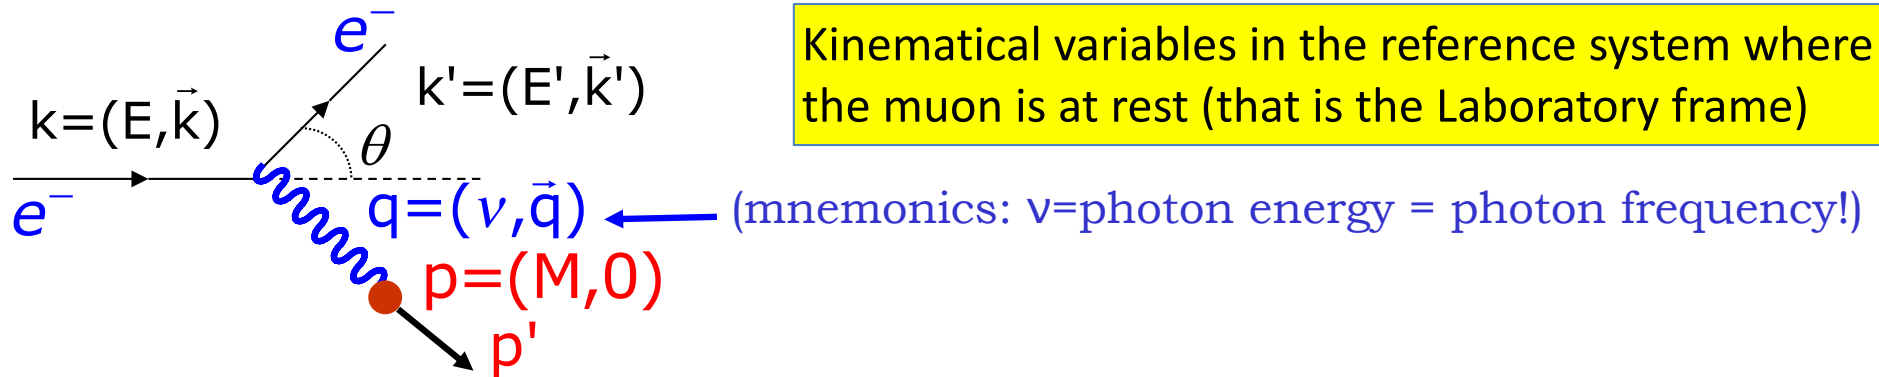 e⁻
k'=(E',k⃗')
k=(E,k⃗)
θ
e⁻
q=(ν,q⃗)
p=(M,0)
p'
Kinematical variables in the reference system where
the muon is at rest (that is the Laboratory frame)
(mnemonics: ν=photon energy = photon frequency!)